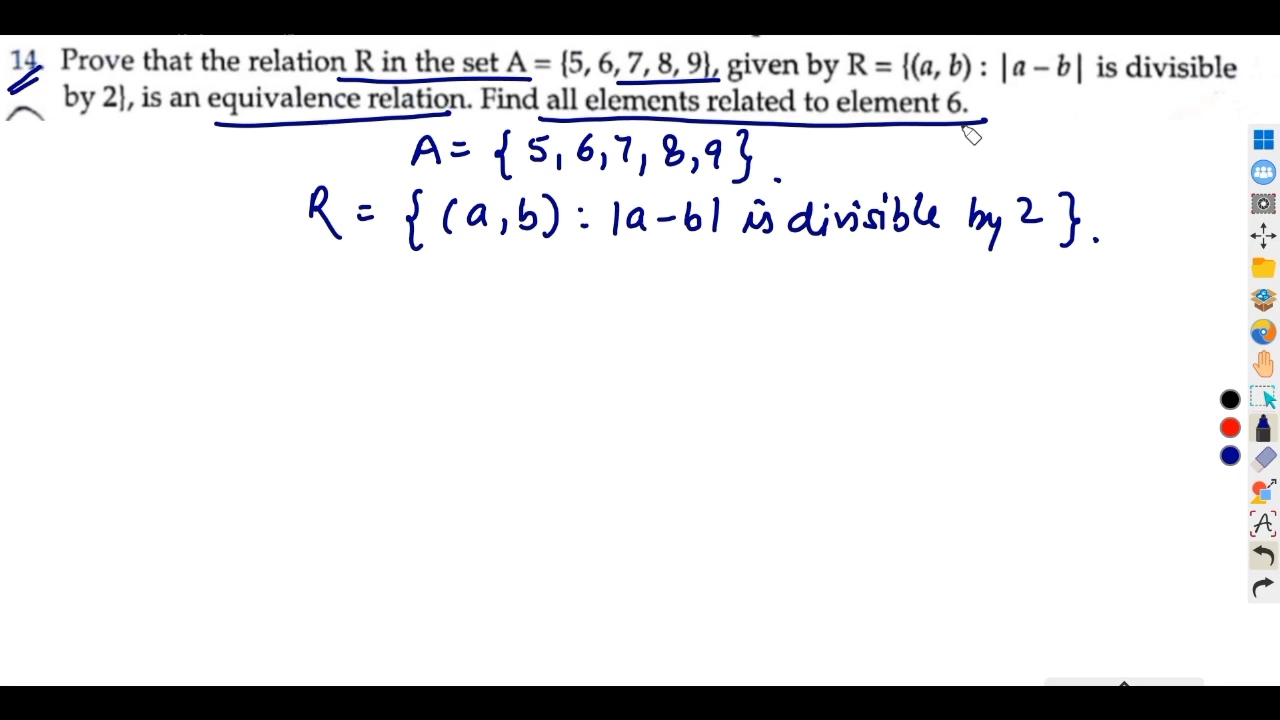 14. Prove that the relation R in the set A = {5, 6, 7, 8, 9}, given by R = {(a, b) : |a – b| is divisible
by 2}, is an equivalence relation. Find all elements related to element 6.
A = {5, 6, 7, 8, 9}.
R = {(a, b) : |a - b| is divisible by 2}.